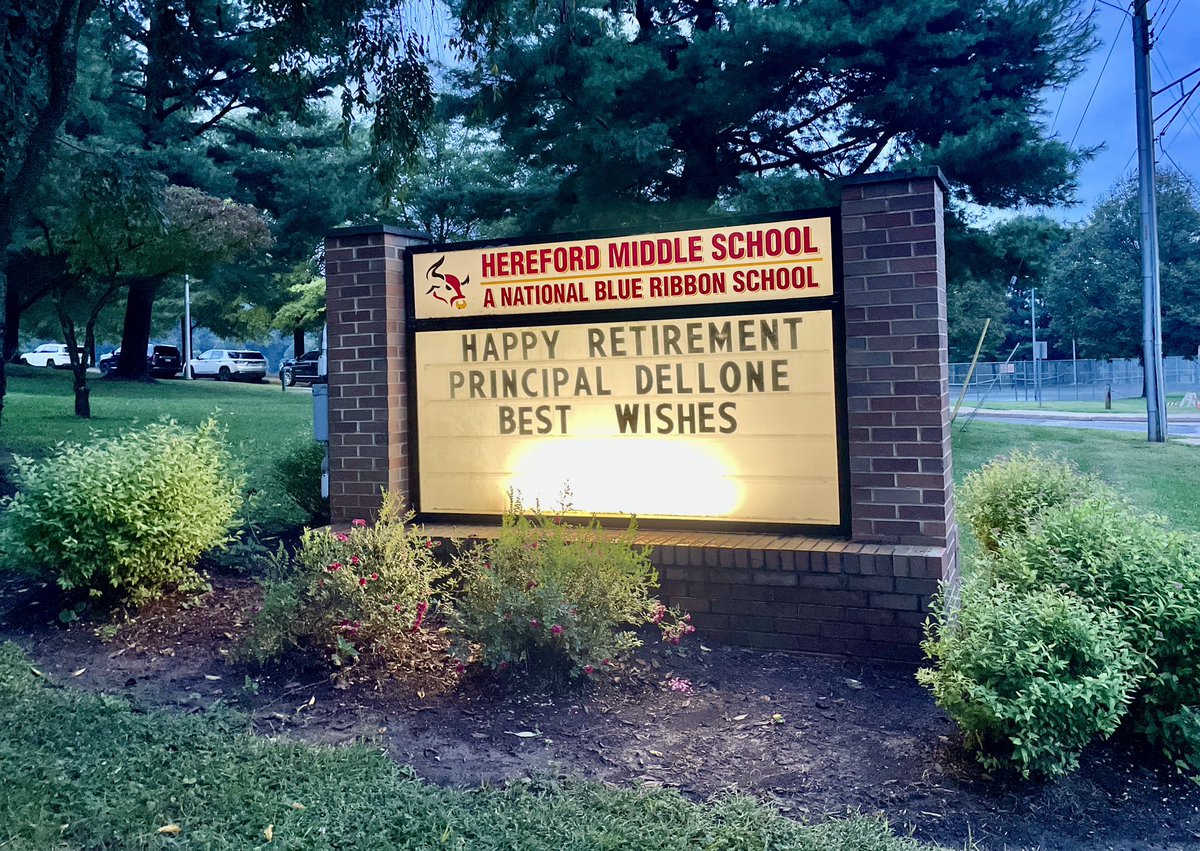 HEREFORD MIDDLE SCHOOL
A NATIONAL BLUE RIBBON SCHOOL
HAPPY RETIREMENT
PRINCIPAL DELLONE
BEST WISHES